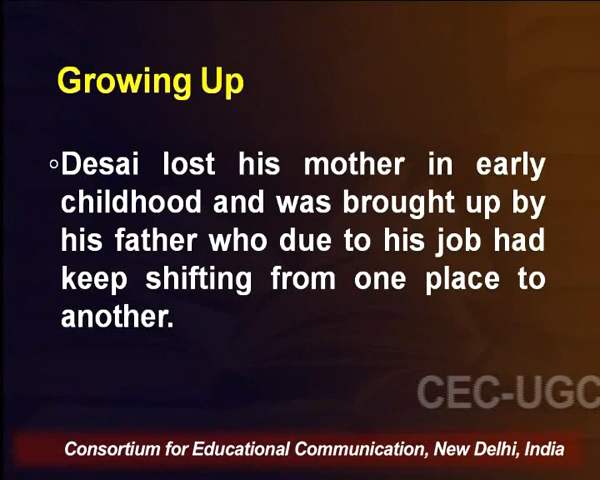 Growing Up
◦Desai lost his mother in early
childhood and was brought up by
his father who due to his job had
keep shifting from one place to
another.
CEC-UGC
Consortium for Educational Communication, New Delhi, India